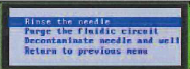 Rinse the needle
Purge the fluidic circuit
Decontaminate needle and well
Return to previous menu